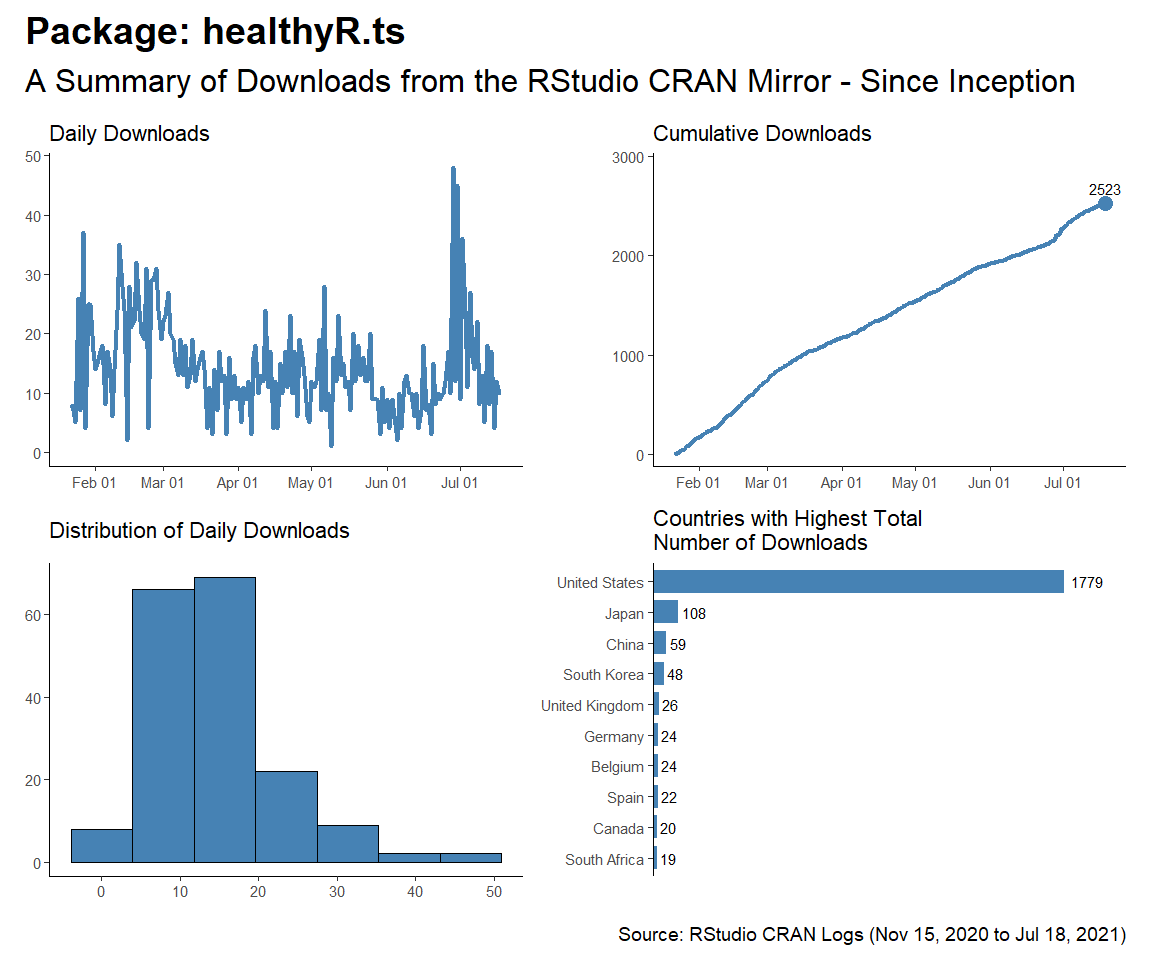 Package: healthyR.ts
A Summary of Downloads from the RStudio CRAN Mirror - Since Inception
Daily Downloads
50
40
30
20
10
0
Feb 01 Mar 01 Apr 01 May 01 Jun 01 Jul 01
Cumulative Downloads
3000
2000
1000
0
2523
Feb 01 Mar 01 Apr 01 May 01 Jun 01 Jul 01
Distribution of Daily Downloads
60
40
20
0
0 10 20 30 40 50
Countries with Highest Total
Number of Downloads
United States 1779
Japan 108
China 59
South Korea 48
United Kingdom 26
Germany 24
Belgium 24
Spain 22
Canada 20
South Africa 19
Source: RStudio CRAN Logs (Nov 15, 2020 to Jul 18, 2021)